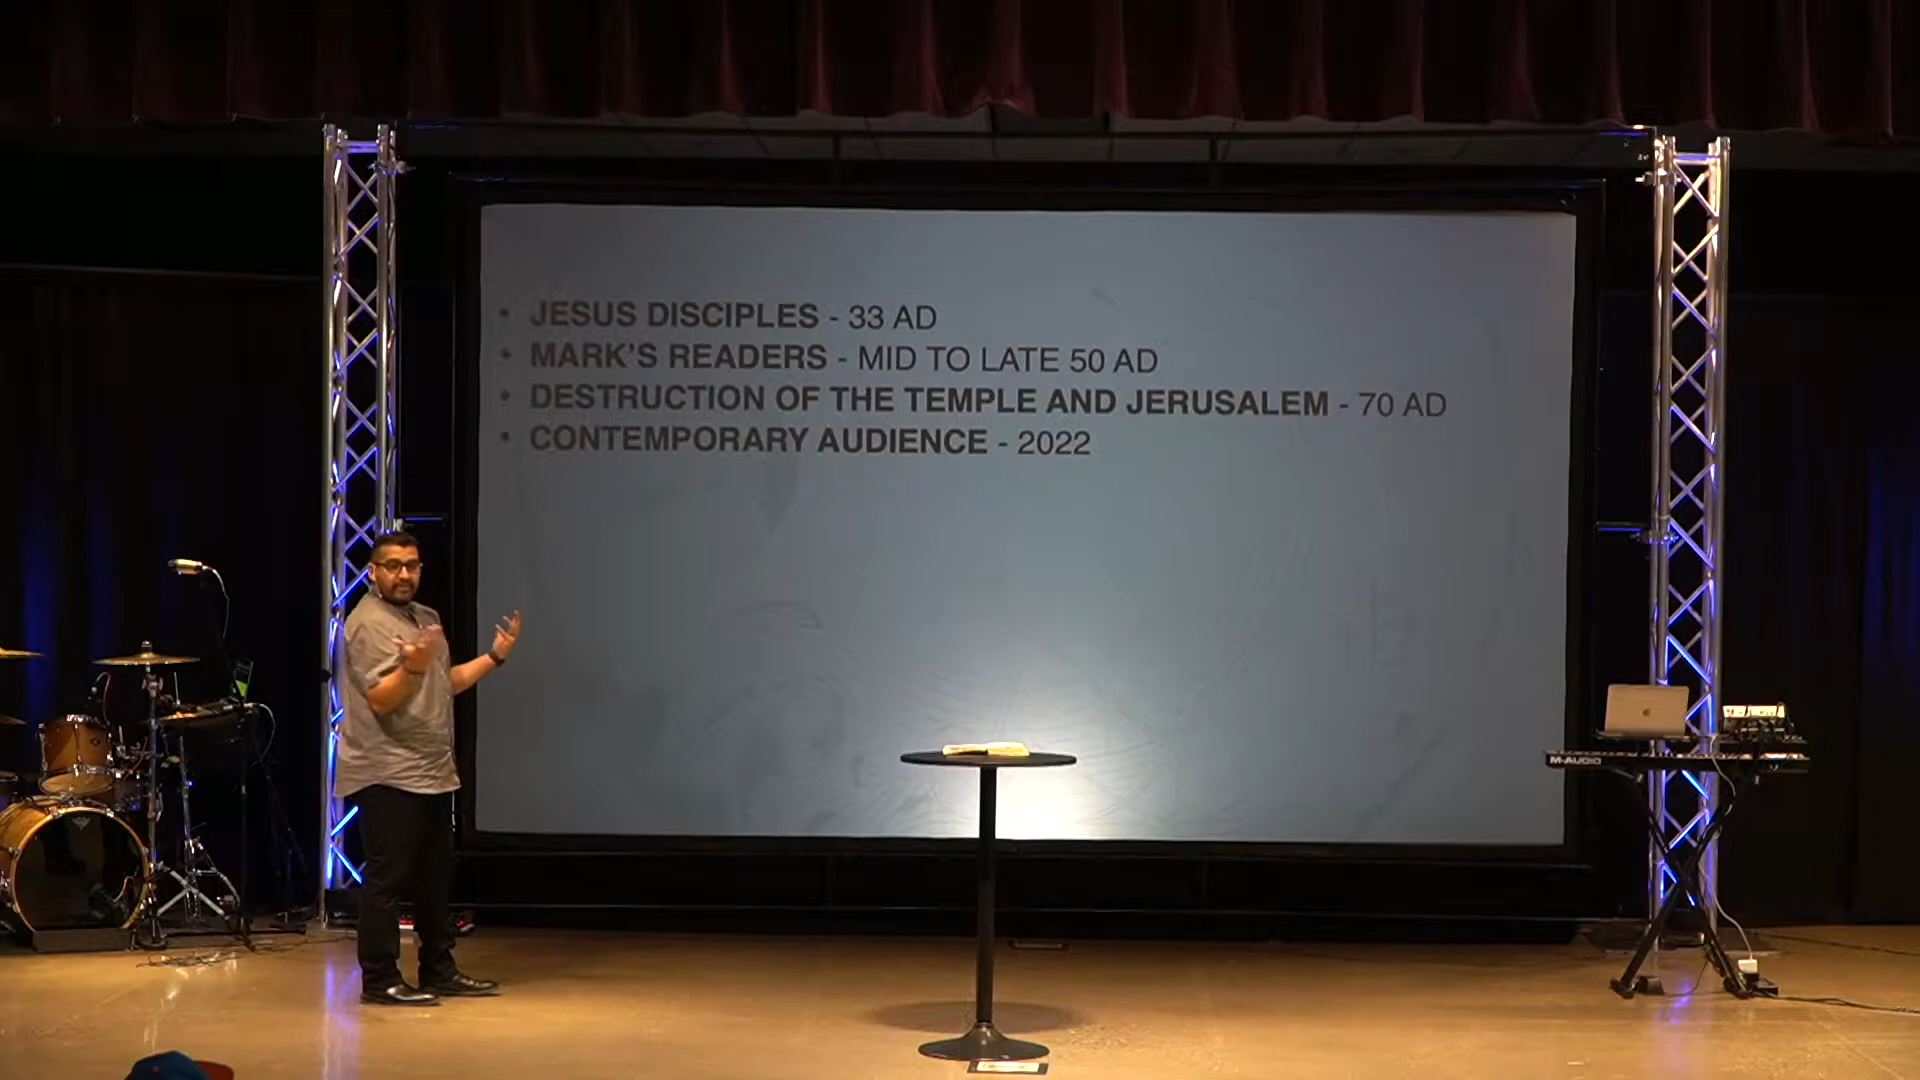 • JESUS DISCIPLES - 33 AD
• MARK'S READERS - MID TO LATE 50 AD
• DESTRUCTION OF THE TEMPLE AND JERUSALEM - 70 AD
• CONTEMPORARY AUDIENCE - 2022
M-AUDIO